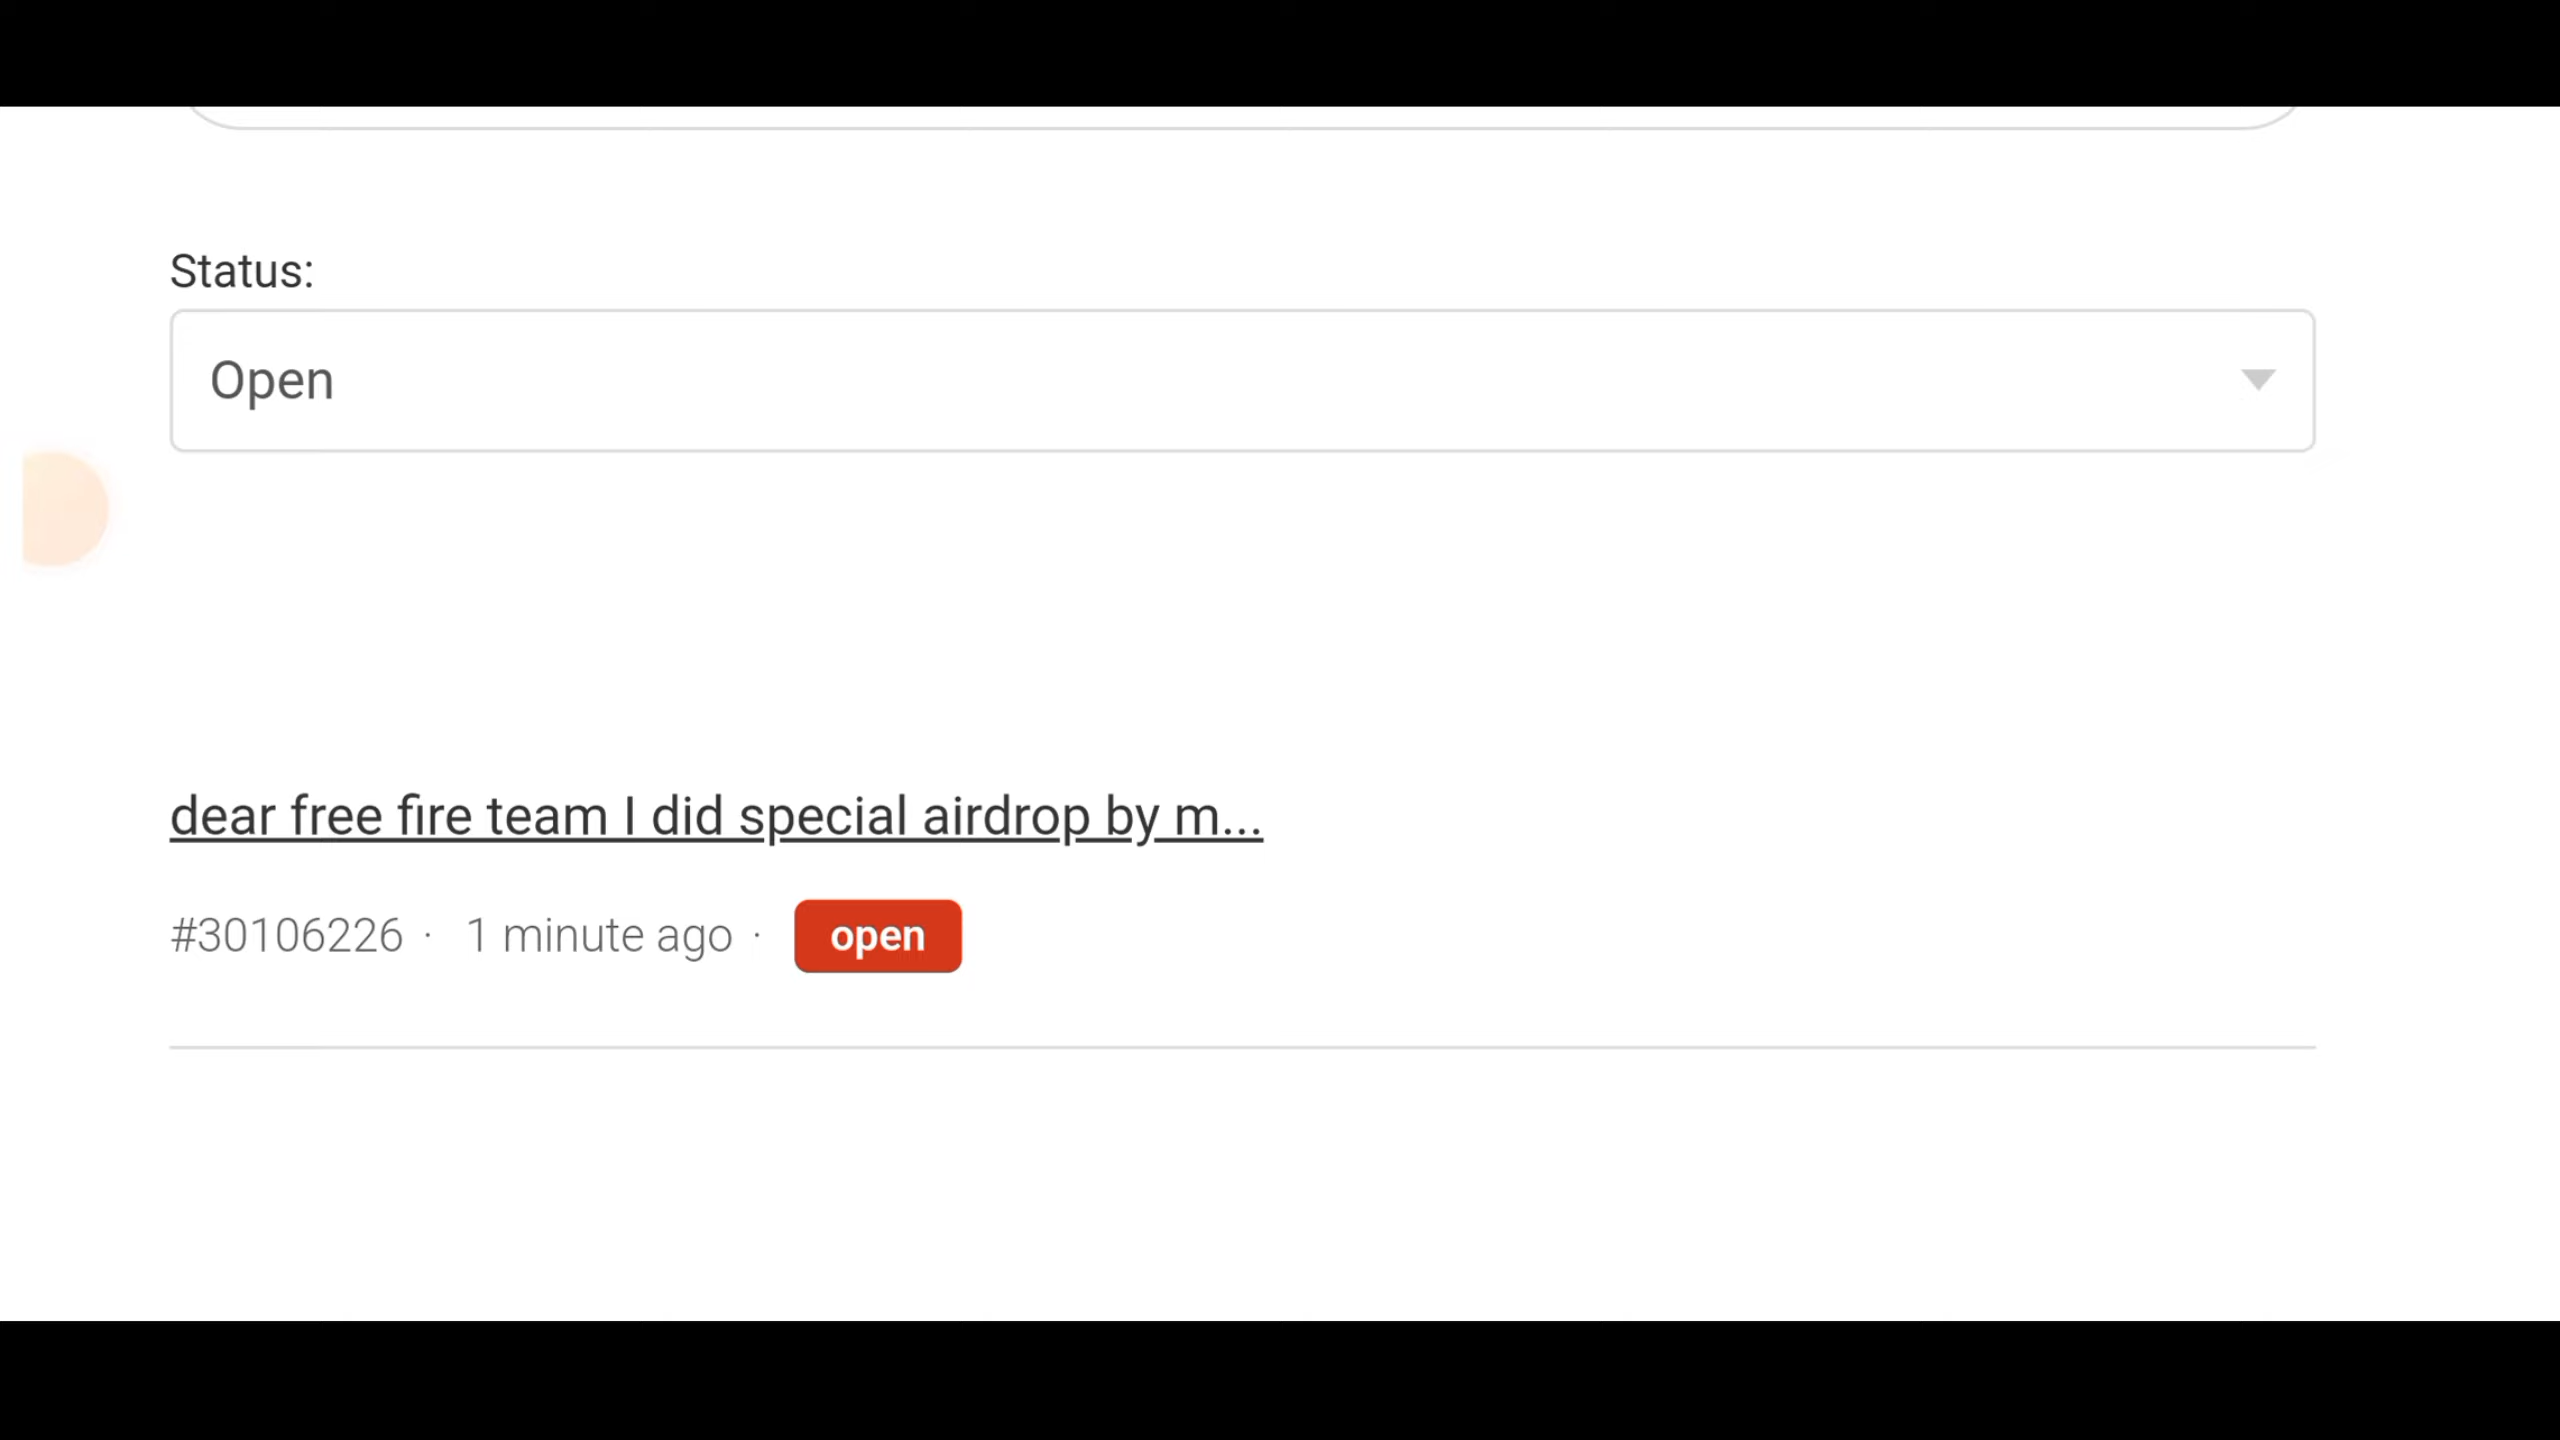 Status:
Open
dear free fire team I did special airdrop by m...
#30106226 · 1 minute ago · open